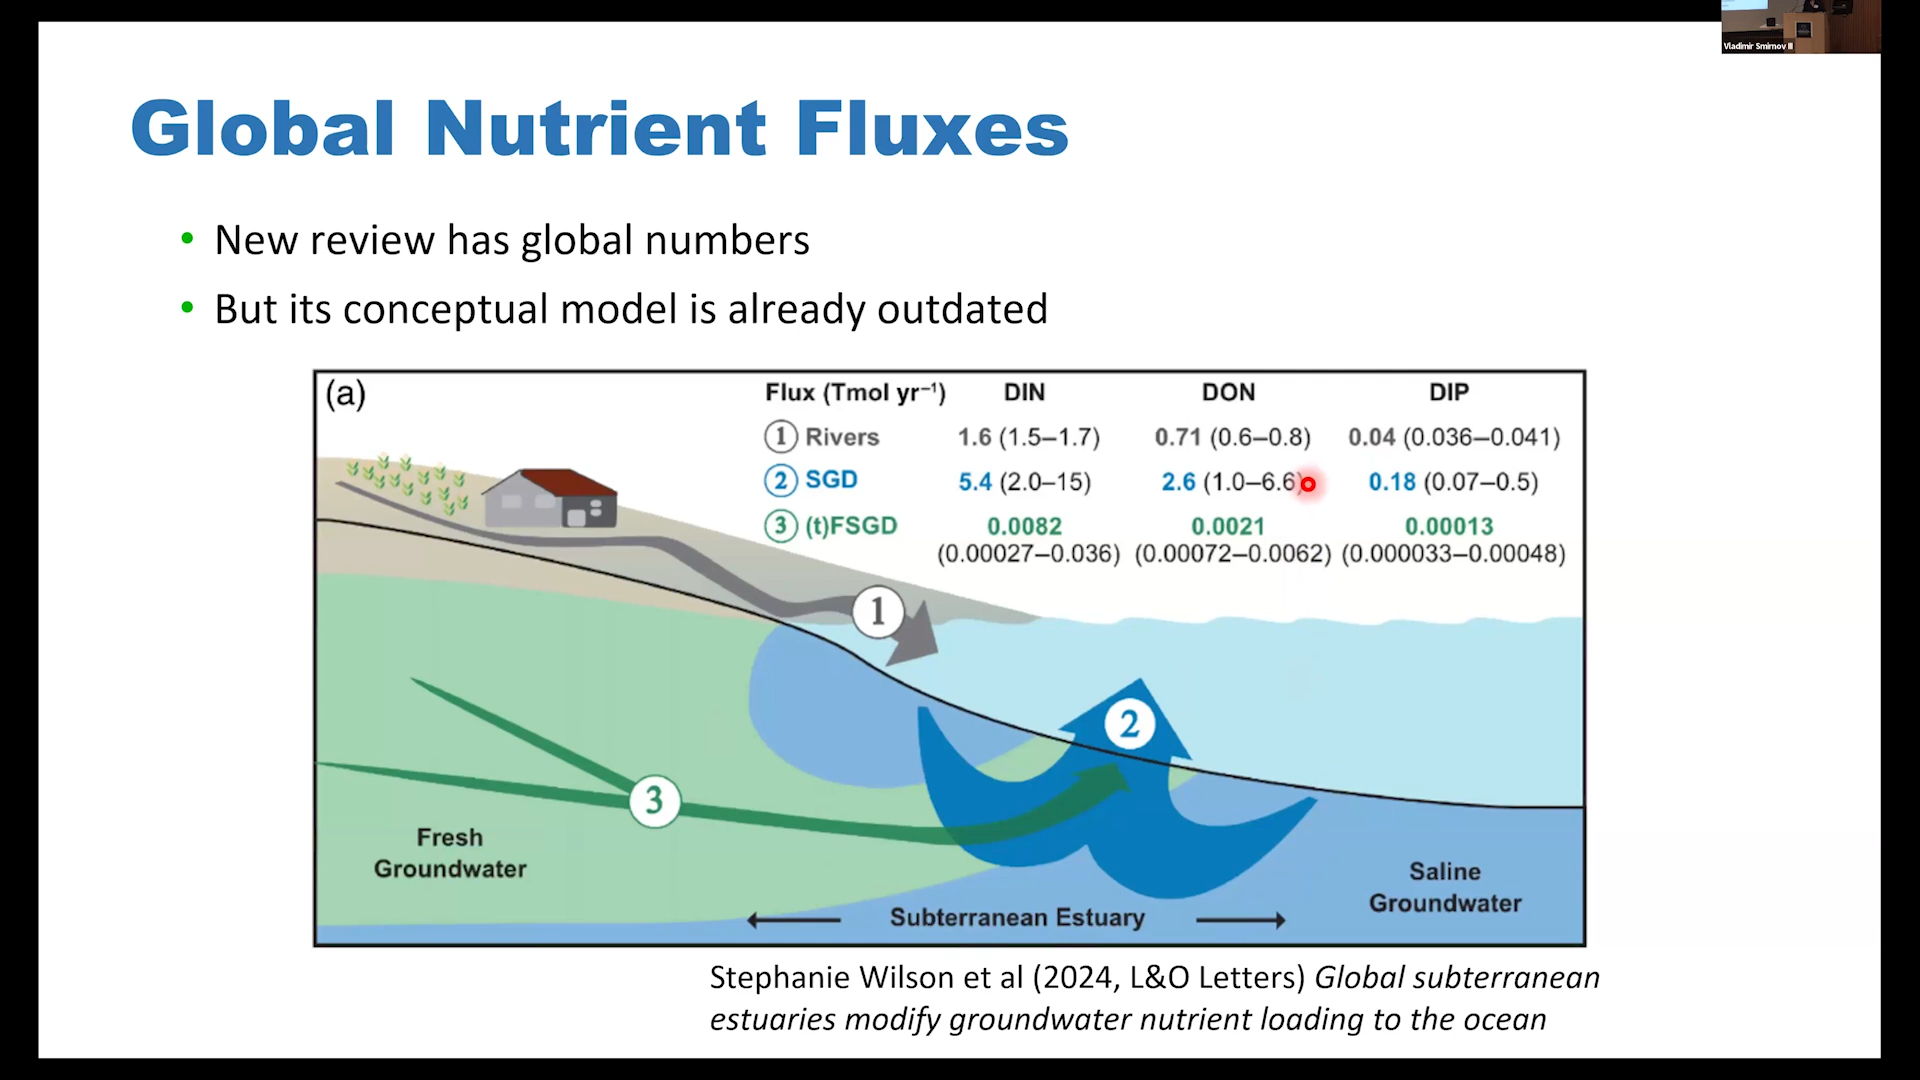 Vladimir Smirnov III
Global Nutrient Fluxes
• New review has global numbers
• But its conceptual model is already outdated
(a)
Flux (Tmol yr⁻¹) DIN DON DIP
1 Rivers 1.6 (1.5–1.7) 0.71 (0.6–0.8) 0.04 (0.036–0.041)
2 SGD 5.4 (2.0–15) 2.6 (1.0–6.6) 0.18 (0.07–0.5)
3 (t)FSGD 0.0082 0.0021 0.00013
(0.00027–0.036) (0.00072–0.0062) (0.000033–0.00048)
1
2
3
Fresh
Groundwater
Saline
Groundwater
Subterranean Estuary
Stephanie Wilson et al (2024, L&O Letters) Global subterranean
estuaries modify groundwater nutrient loading to the ocean